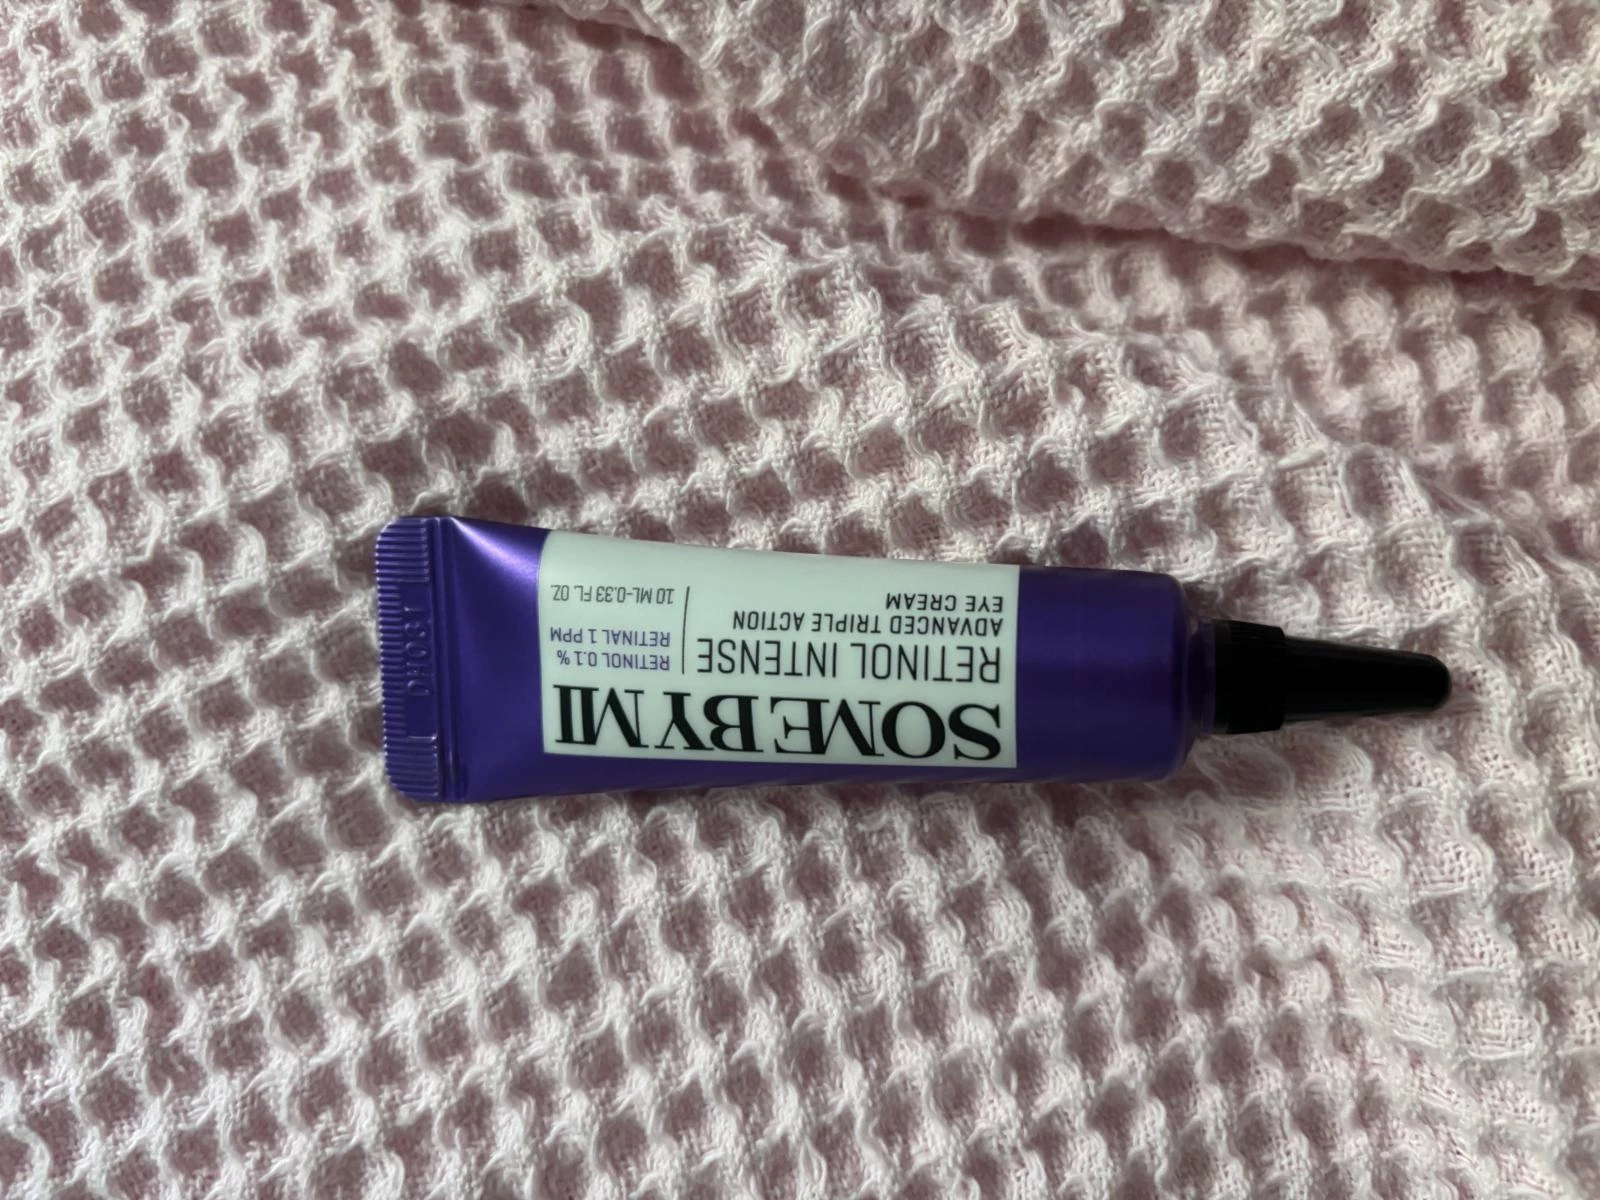 SOME BY MI
RETINOL INTENSE
ADVANCED TRIPLE ACTION
EYE CREAM
RETINOL 0.1%
RETINAL 1 PPM
10 ML-0.33 FL. OZ.